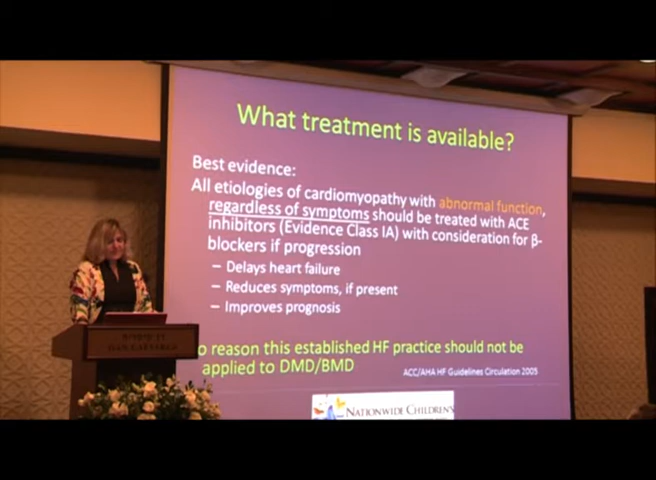 What treatment is available?
Best evidence:
All etiologies of cardiomyopathy with abnormal function,
regardless of symptoms should be treated with ACE
inhibitors (Evidence Class IA) with consideration for β-
blockers if progression
– Delays heart failure
– Reduces symptoms, if present
– Improves prognosis
o reason this established HF practice should not be
applied to DMD/BMD
ACC/AHA HF Guidelines Circulation 2005
NATIONWIDE CHILDREN'S